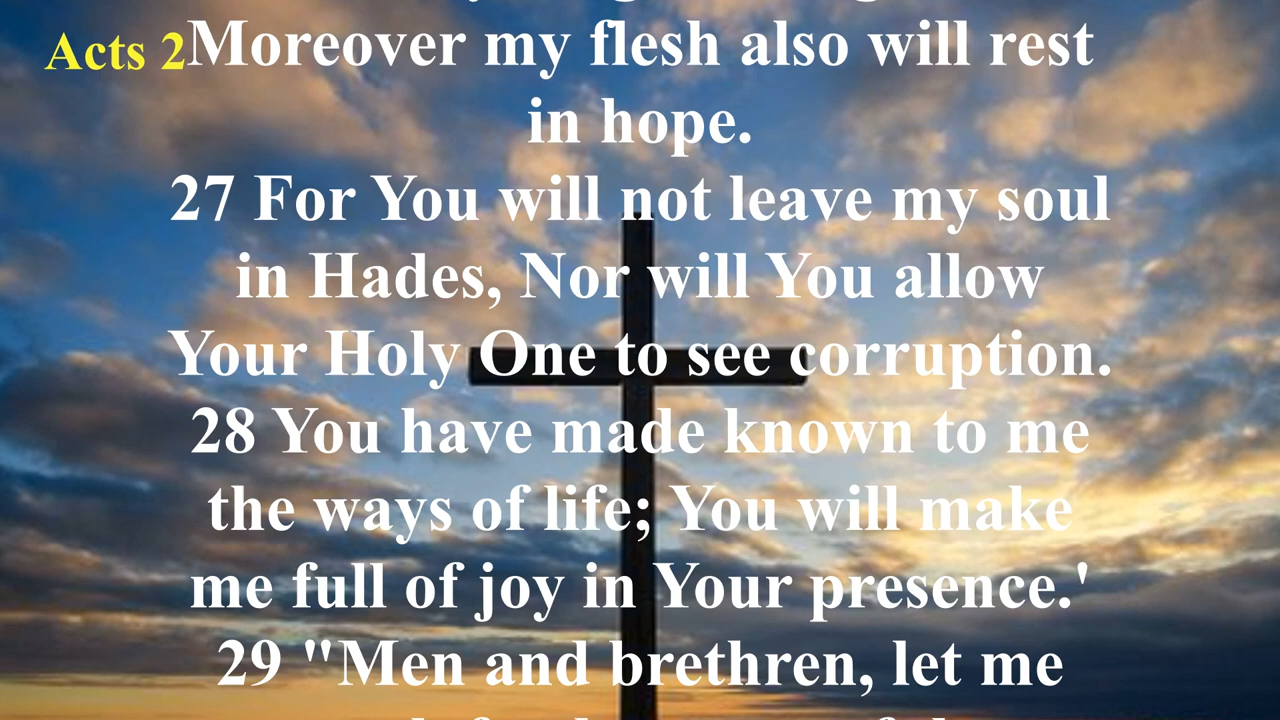 Acts 2
Moreover my flesh also will rest
in hope.
27 For You will not leave my soul
in Hades, Nor will You allow
Your Holy One to see corruption.
28 You have made known to me
the ways of life; You will make
me full of joy in Your presence.'
29 "Men and brethren, let me